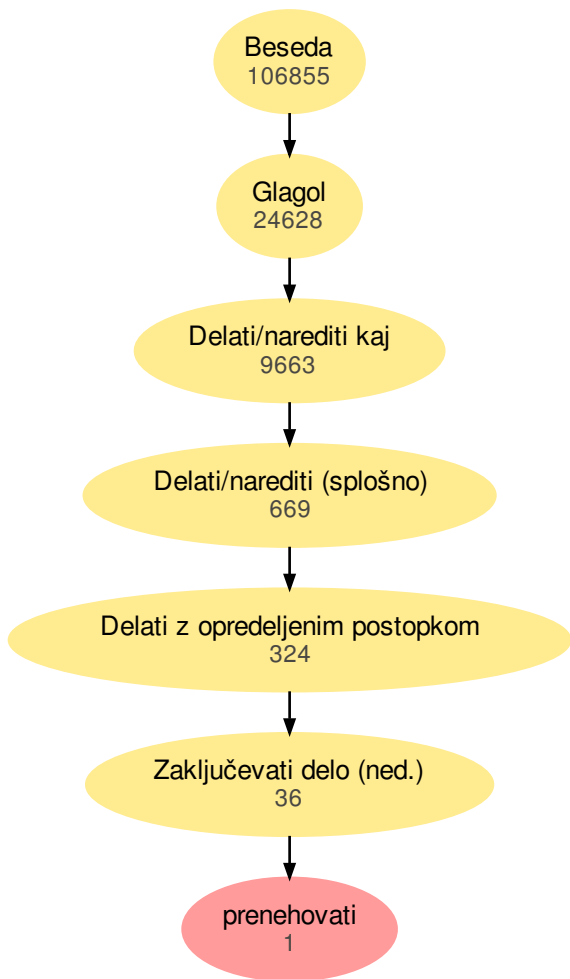 Beseda
106855
Glagol
24628
Delati/narediti kaj
9663
Delati/narediti (splošno)
669
Delati z opredeljenim postopkom
324
Zaključevati delo (ned.)
36
prenehovati
1